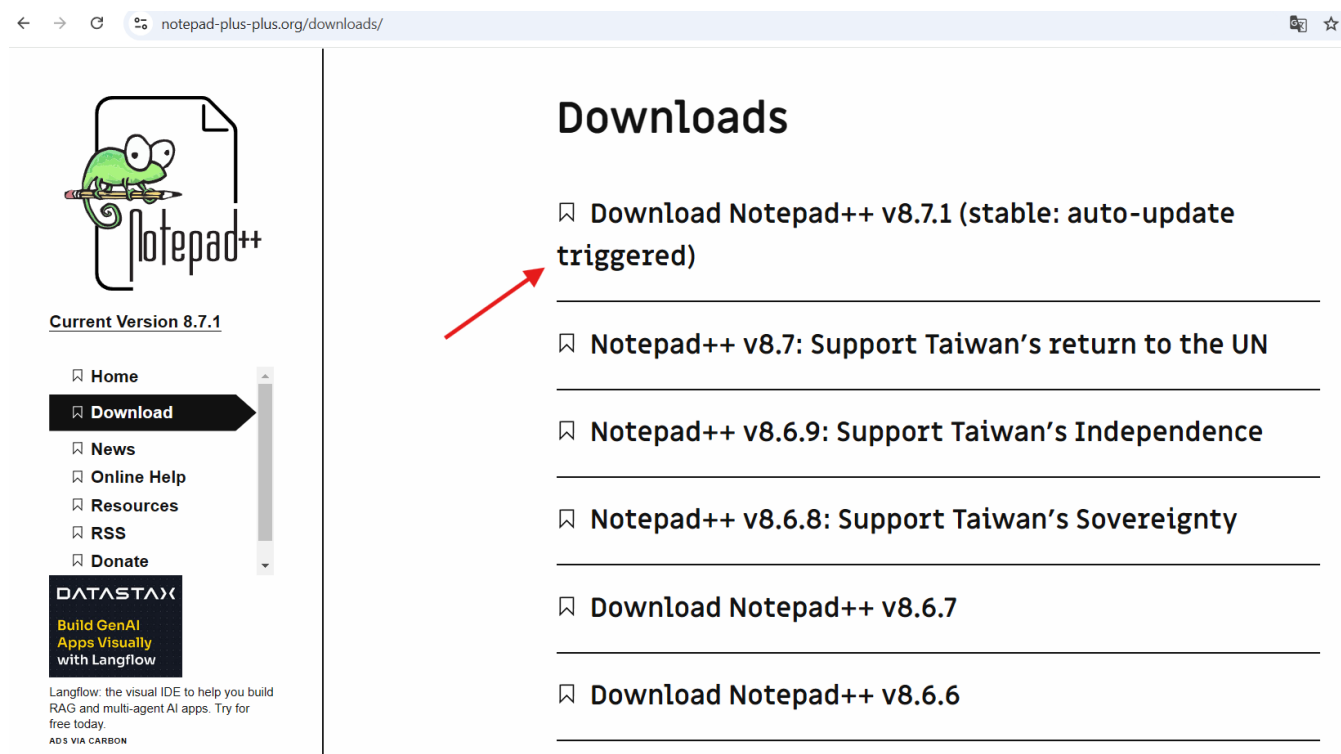 notepad-plus-plus.org/downloads/
Notepad++
Current Version 8.7.1
Home
Download
News
Online Help
Resources
RSS
Donate
DATASTAX
Build GenAI
Apps Visually
with Langflow
Langflow: the visual IDE to help you build
RAG and multi-agent AI apps. Try for
free today.
ADS VIA CARBON
Downloads
Download Notepad++ v8.7.1 (stable: auto-update
triggered)
Notepad++ v8.7: Support Taiwan's return to the UN
Notepad++ v8.6.9: Support Taiwan's Independence
Notepad++ v8.6.8: Support Taiwan's Sovereignty
Download Notepad++ v8.6.7
Download Notepad++ v8.6.6